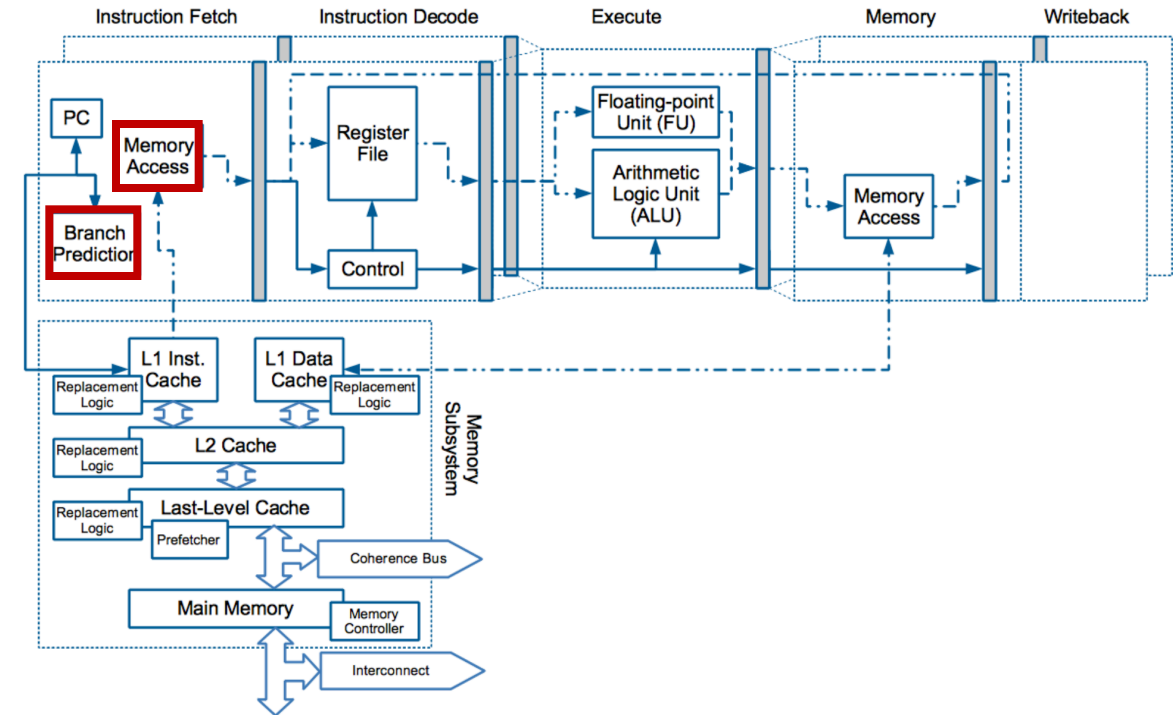 Instruction Fetch
Instruction Decode
Execute
Memory
Writeback
PC
Memory
Access
Branch
Prediction
Register
File
Control
Floating-point
Unit (FU)
Arithmetic
Logic Unit
(ALU)
Memory
Access
L1 Inst.
Cache
Replacement
Logic
L1 Data
Cache
Replacement
Logic
L2 Cache
Replacement
Logic
Last-Level Cache
Replacement
Logic
Prefetcher
Memory
Subsystem
Coherence Bus
Main Memory
Memory
Controller
Interconnect